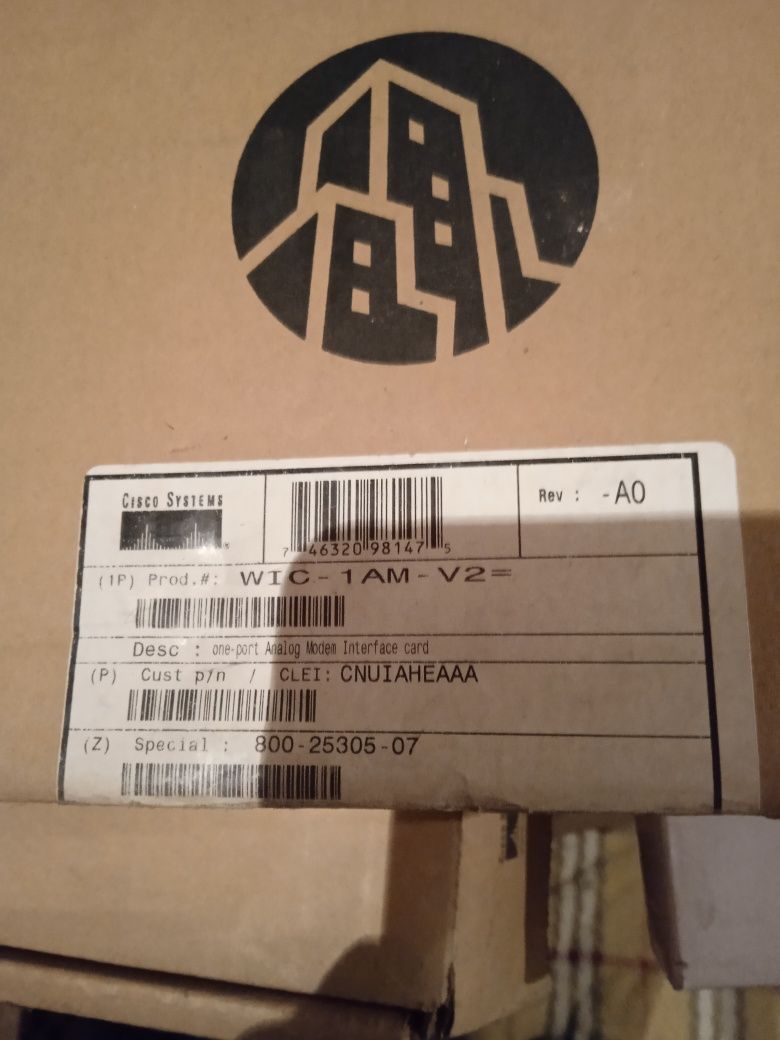 CISCO SYSTEMS
®
7 46320 98147 5
Rev : -A0
(1P) Prod.#: WIC-1AM-V2=
Desc : one-port Analog Modem Interface card
(P) Cust p/n / CLEI: CNUIAHEAAA
(Z) Special : 800-25305-07